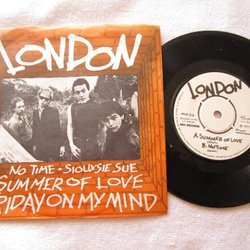 LONDON
NO TIME - SIOUXSIE SUE
SUMMER OF LOVE
FRIDAY ON MY MIND
LONDON
A. SUMMER OF LOVE
B. NO TIME